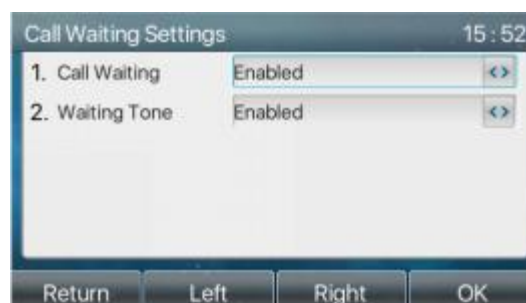 Call Waiting Settings 15:52
1. Call Waiting Enabled <>
2. Waiting Tone Enabled <>
Return Left Right OK